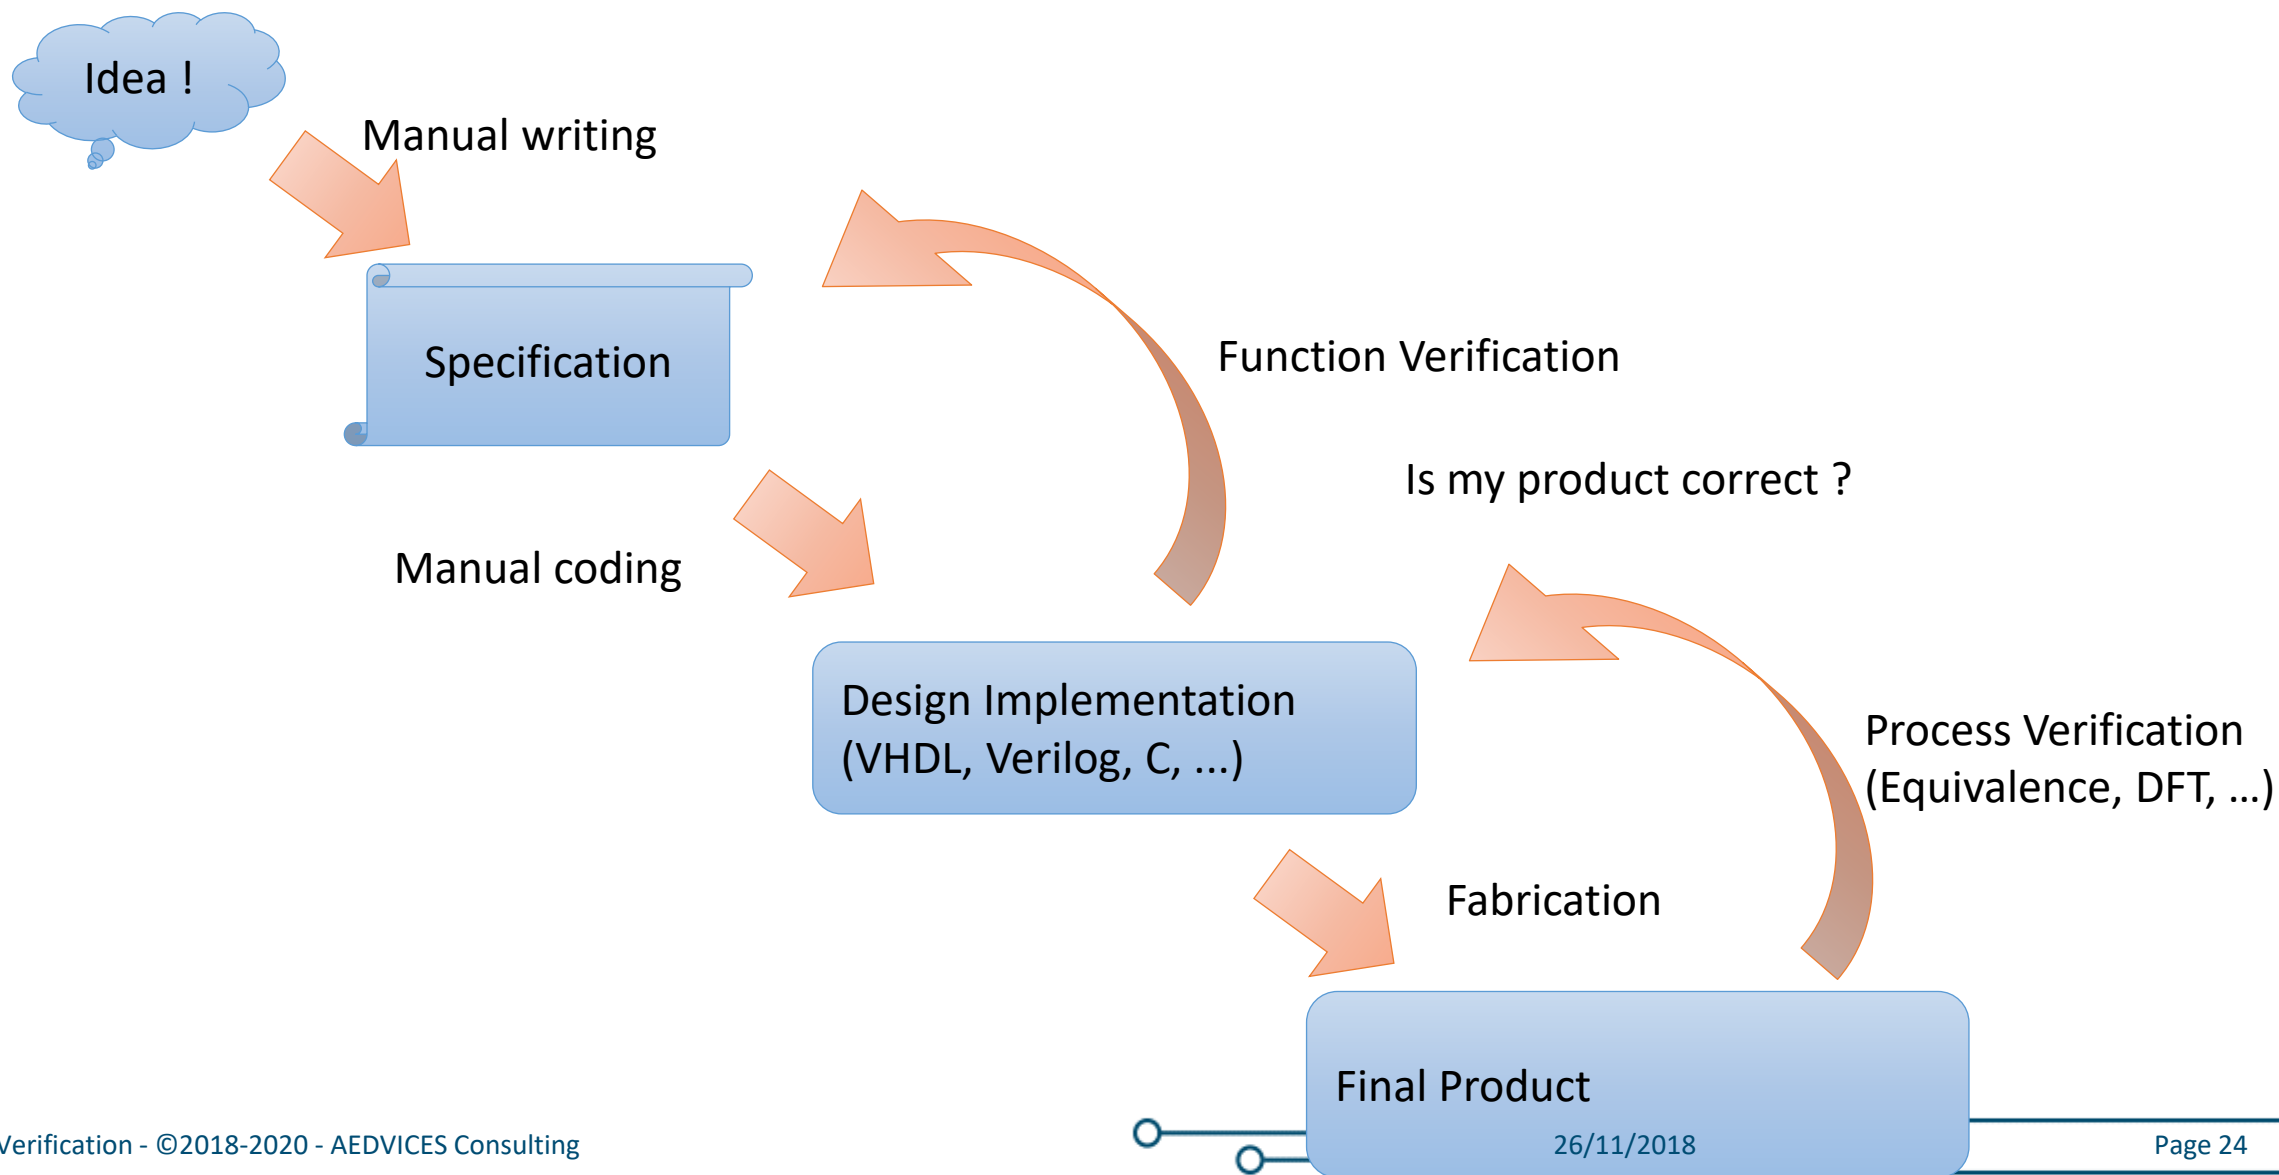 Idea !
Manual writing
Specification
Function Verification
Is my product correct ?
Manual coding
Design Implementation
(VHDL, Verilog, C, ...)
Process Verification
(Equivalence, DFT, ...)
Fabrication
Final Product
Verification - ©2018-2020 - AEDVICES Consulting
26/11/2018
Page 24